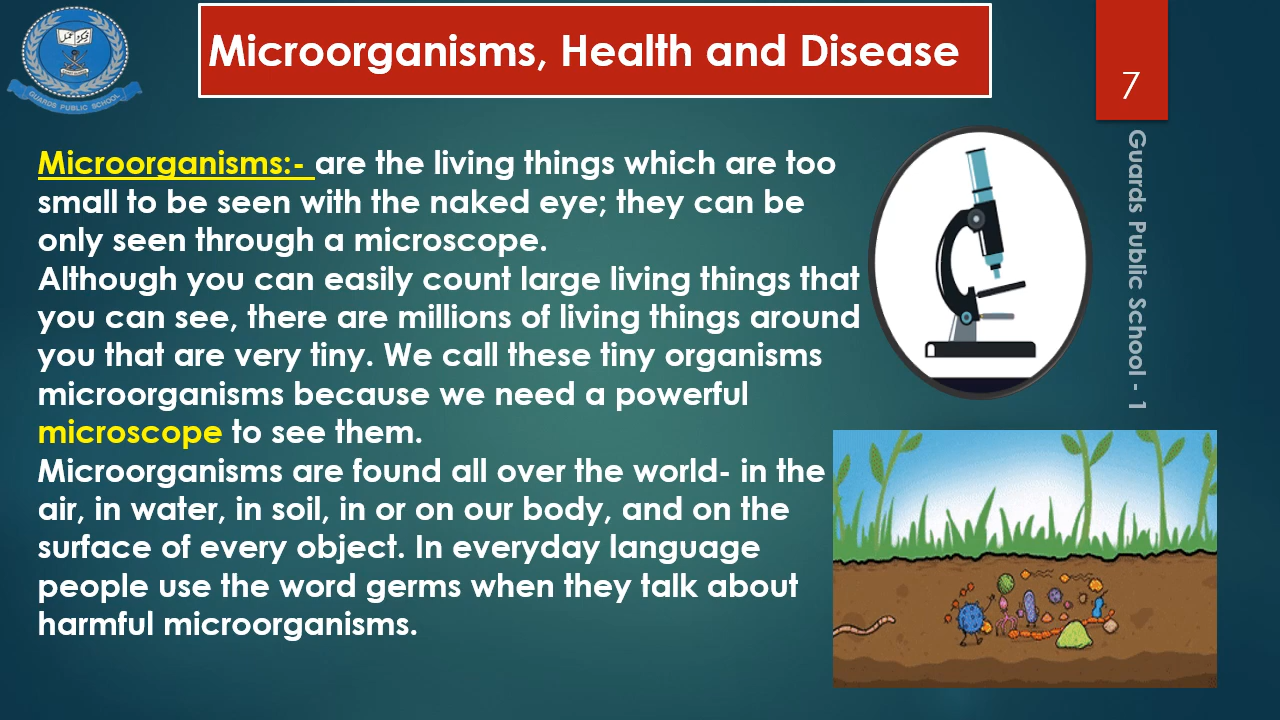 Microorganisms, Health and Disease
7
GUARDS PUBLIC SCHOOL
Microorganisms:- are the living things which are too
small to be seen with the naked eye; they can be
only seen through a microscope.
Although you can easily count large living things that
you can see, there are millions of living things around
you that are very tiny. We call these tiny organisms
microorganisms because we need a powerful
microscope to see them.
Microorganisms are found all over the world- in the
air, in water, in soil, in or on our body, and on the
surface of every object. In everyday language
people use the word germs when they talk about
harmful microorganisms.
Guards Public School - 1